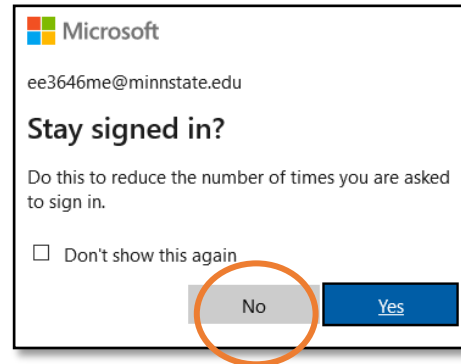 Microsoft
ee3646me@minnstate.edu
Stay signed in?
Do this to reduce the number of times you are asked
to sign in.
Don't show this again
No Yes